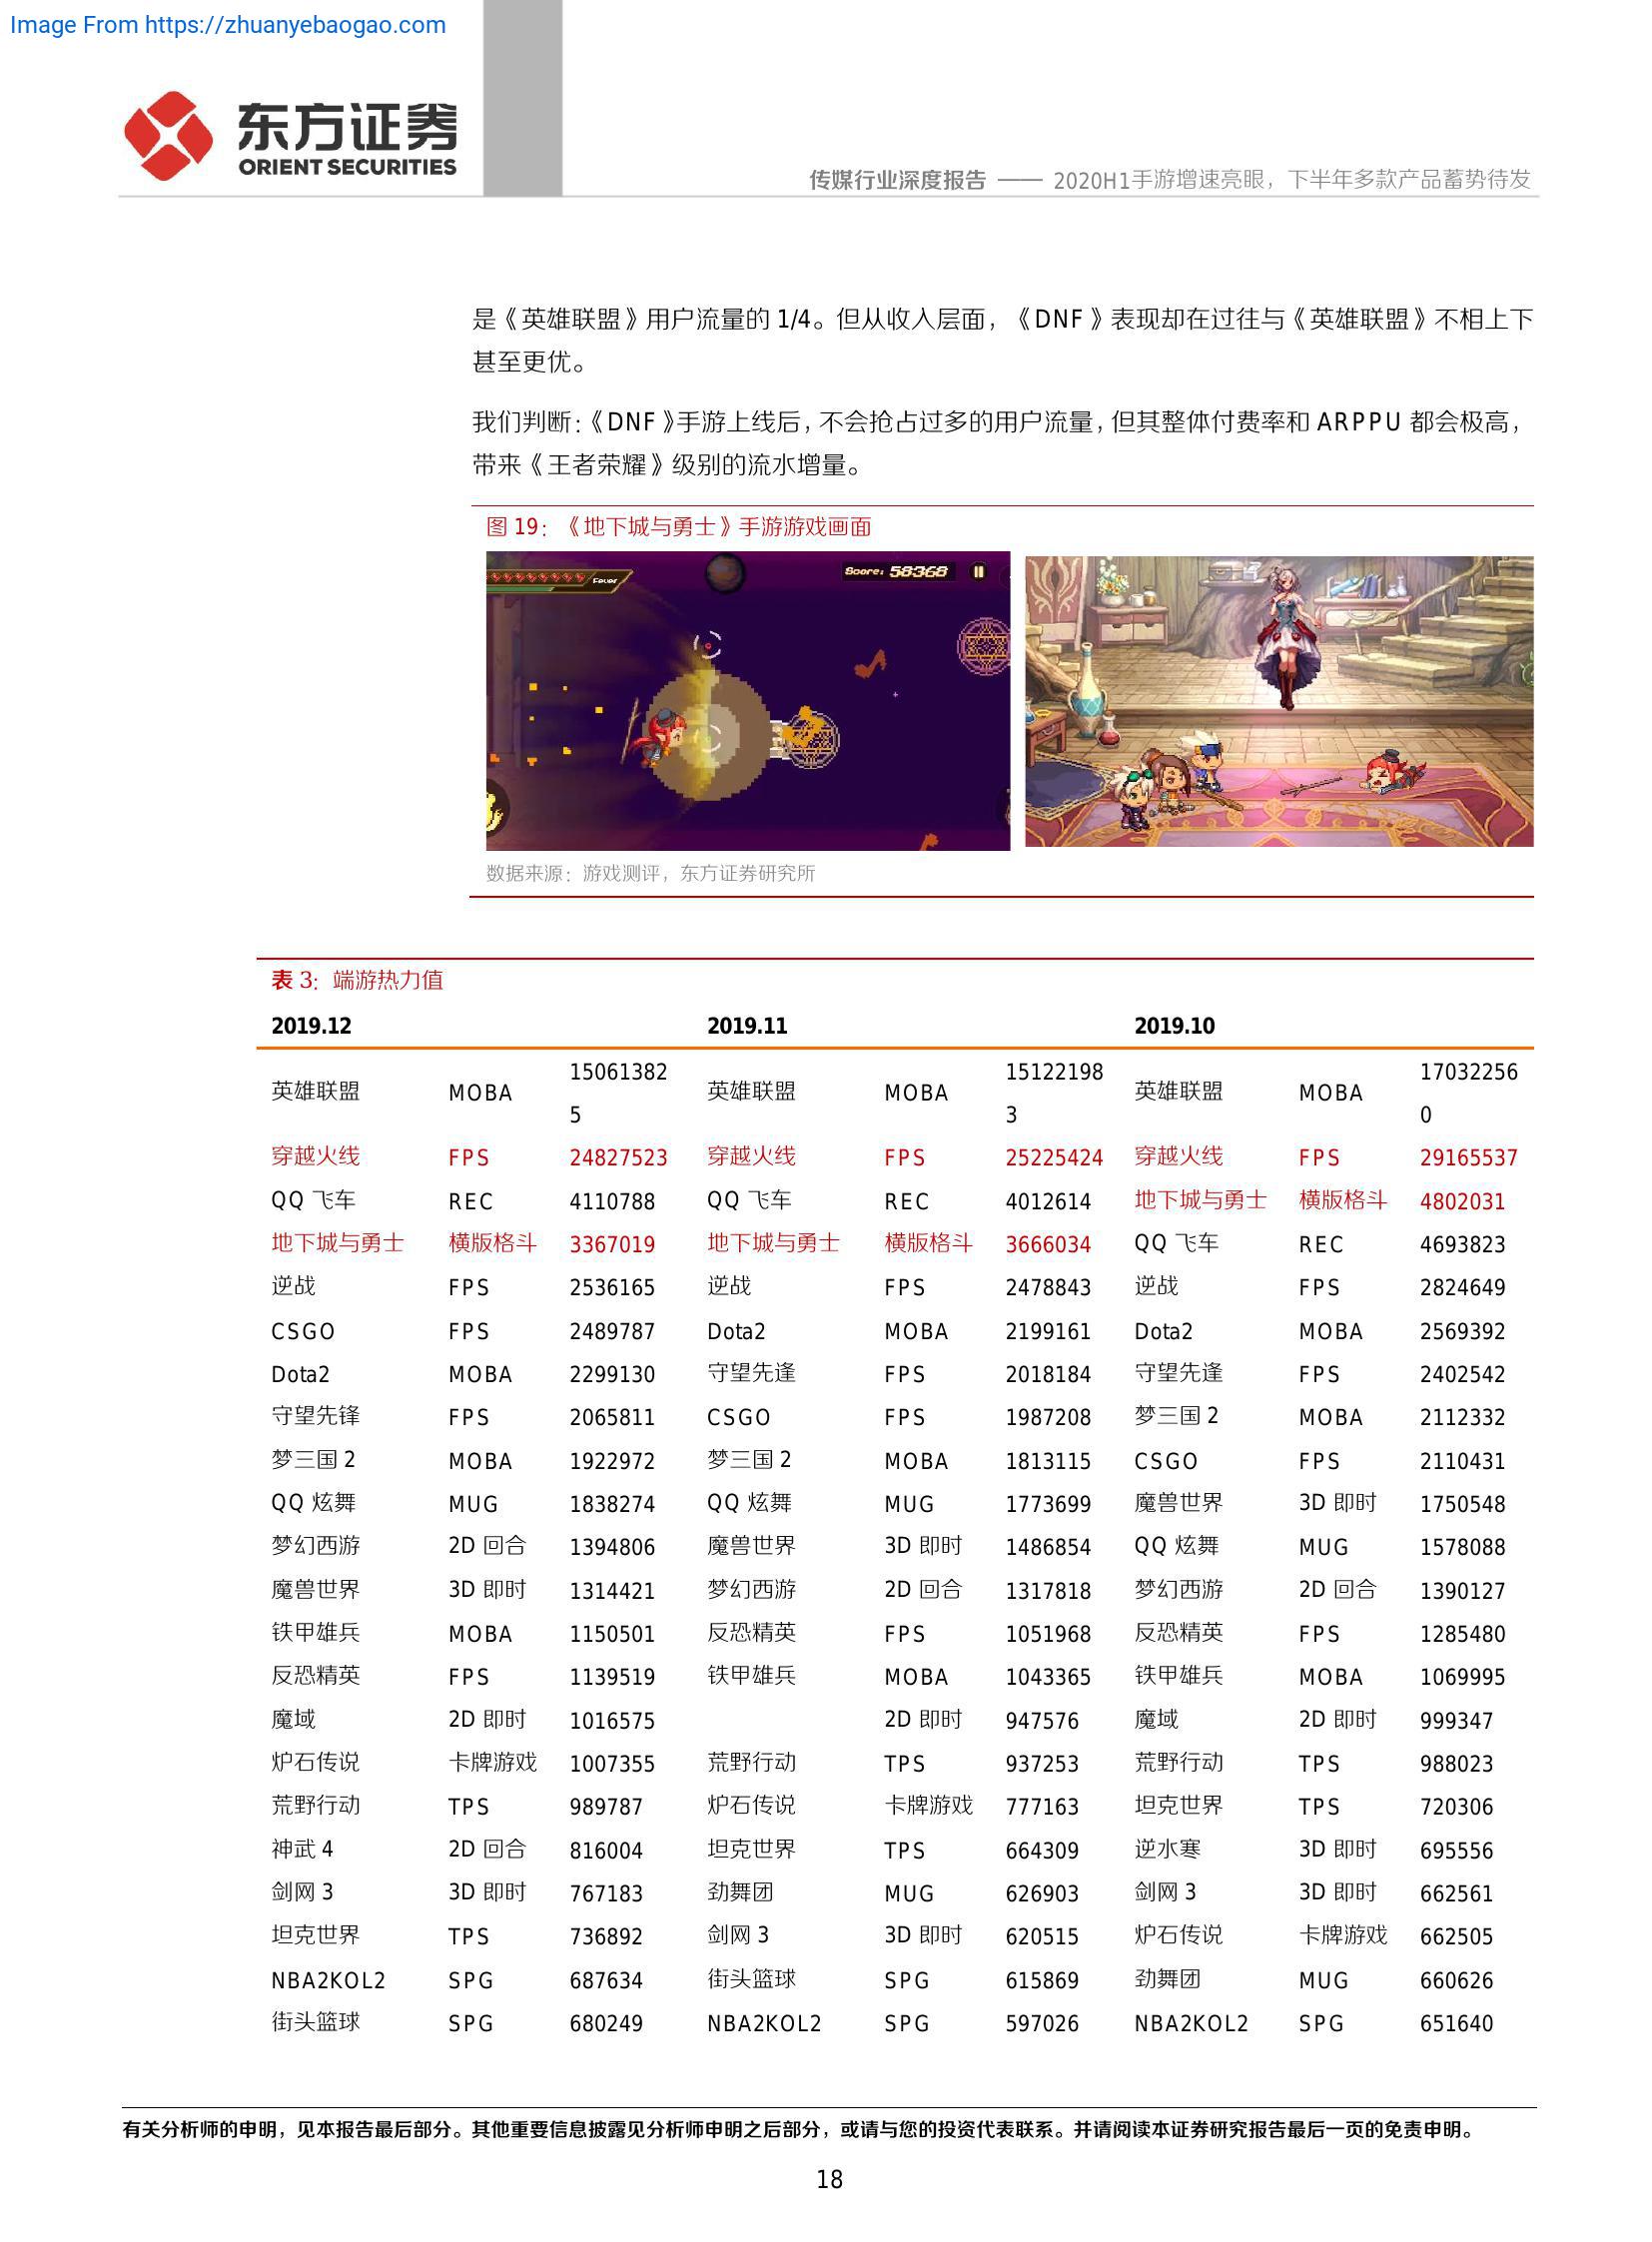 Image From https://zhuanyebaogao.com
东方证券
ORIENT SECURITIES
传媒行业深度报告 —— 2020H1手游增速亮眼，下半年多款产品蓄势待发
是《英雄联盟》用户流量的 1/4。但从收入层面，《DNF》表现却在过往与《英雄联盟》不相上下
甚至更优。
我们判断：《DNF》手游上线后，不会抢占过多的用户流量，但其整体付费率和 ARPPU 都会极高，
带来《王者荣耀》级别的流水增量。
图 19：《地下城与勇士》手游游戏画面
Fever
Score: 58368
数据来源：游戏测评，东方证券研究所
表 3：端游热力值
2019.12 2019.11 2019.10
英雄联盟 MOBA 150613825 英雄联盟 MOBA 151221983 英雄联盟 MOBA 170322560
穿越火线 FPS 24827523 穿越火线 FPS 25225424 穿越火线 FPS 29165537
QQ 飞车 REC 4110788 QQ 飞车 REC 4012614 地下城与勇士 横版格斗 4802031
地下城与勇士 横版格斗 3367019 地下城与勇士 横版格斗 3666034 QQ 飞车 REC 4693823
逆战 FPS 2536165 逆战 FPS 2478843 逆战 FPS 2824649
CSGO FPS 2489787 Dota2 MOBA 2199161 Dota2 MOBA 2569392
Dota2 MOBA 2299130 守望先逢 FPS 2018184 守望先逢 FPS 2402542
守望先锋 FPS 2065811 CSGO FPS 1987208 梦三国 2 MOBA 2112332
梦三国 2 MOBA 1922972 梦三国 2 MOBA 1813115 CSGO FPS 2110431
QQ 炫舞 MUG 1838274 QQ 炫舞 MUG 1773699 魔兽世界 3D 即时 1750548
梦幻西游 2D 回合 1394806 魔兽世界 3D 即时 1486854 QQ 炫舞 MUG 1578088
魔兽世界 3D 即时 1314421 梦幻西游 2D 回合 1317818 梦幻西游 2D 回合 1390127
铁甲雄兵 MOBA 1150501 反恐精英 FPS 1051968 反恐精英 FPS 1285480
反恐精英 FPS 1139519 铁甲雄兵 MOBA 1043365 铁甲雄兵 MOBA 1069995
魔域 2D 即时 1016575 2D 即时 947576 魔域 2D 即时 999347
炉石传说 卡牌游戏 1007355 荒野行动 TPS 937253 荒野行动 TPS 988023
荒野行动 TPS 989787 炉石传说 卡牌游戏 777163 坦克世界 TPS 720306
神武 4 2D 回合 816004 坦克世界 TPS 664309 逆水寒 3D 即时 695556
剑网 3 3D 即时 767183 劲舞团 MUG 626903 剑网 3 3D 即时 662561
坦克世界 TPS 736892 剑网 3 3D 即时 620515 炉石传说 卡牌游戏 662505
NBA2KOL2 SPG 687634 街头篮球 SPG 615869 劲舞团 MUG 660626
街头篮球 SPG 680249 NBA2KOL2 SPG 597026 NBA2KOL2 SPG 651640
有关分析师的申明，见本报告最后部分。其他重要信息披露见分析师申明之后部分，或请与您的投资代表联系。并请阅读本证券研究报告最后一页的免责申明。
18